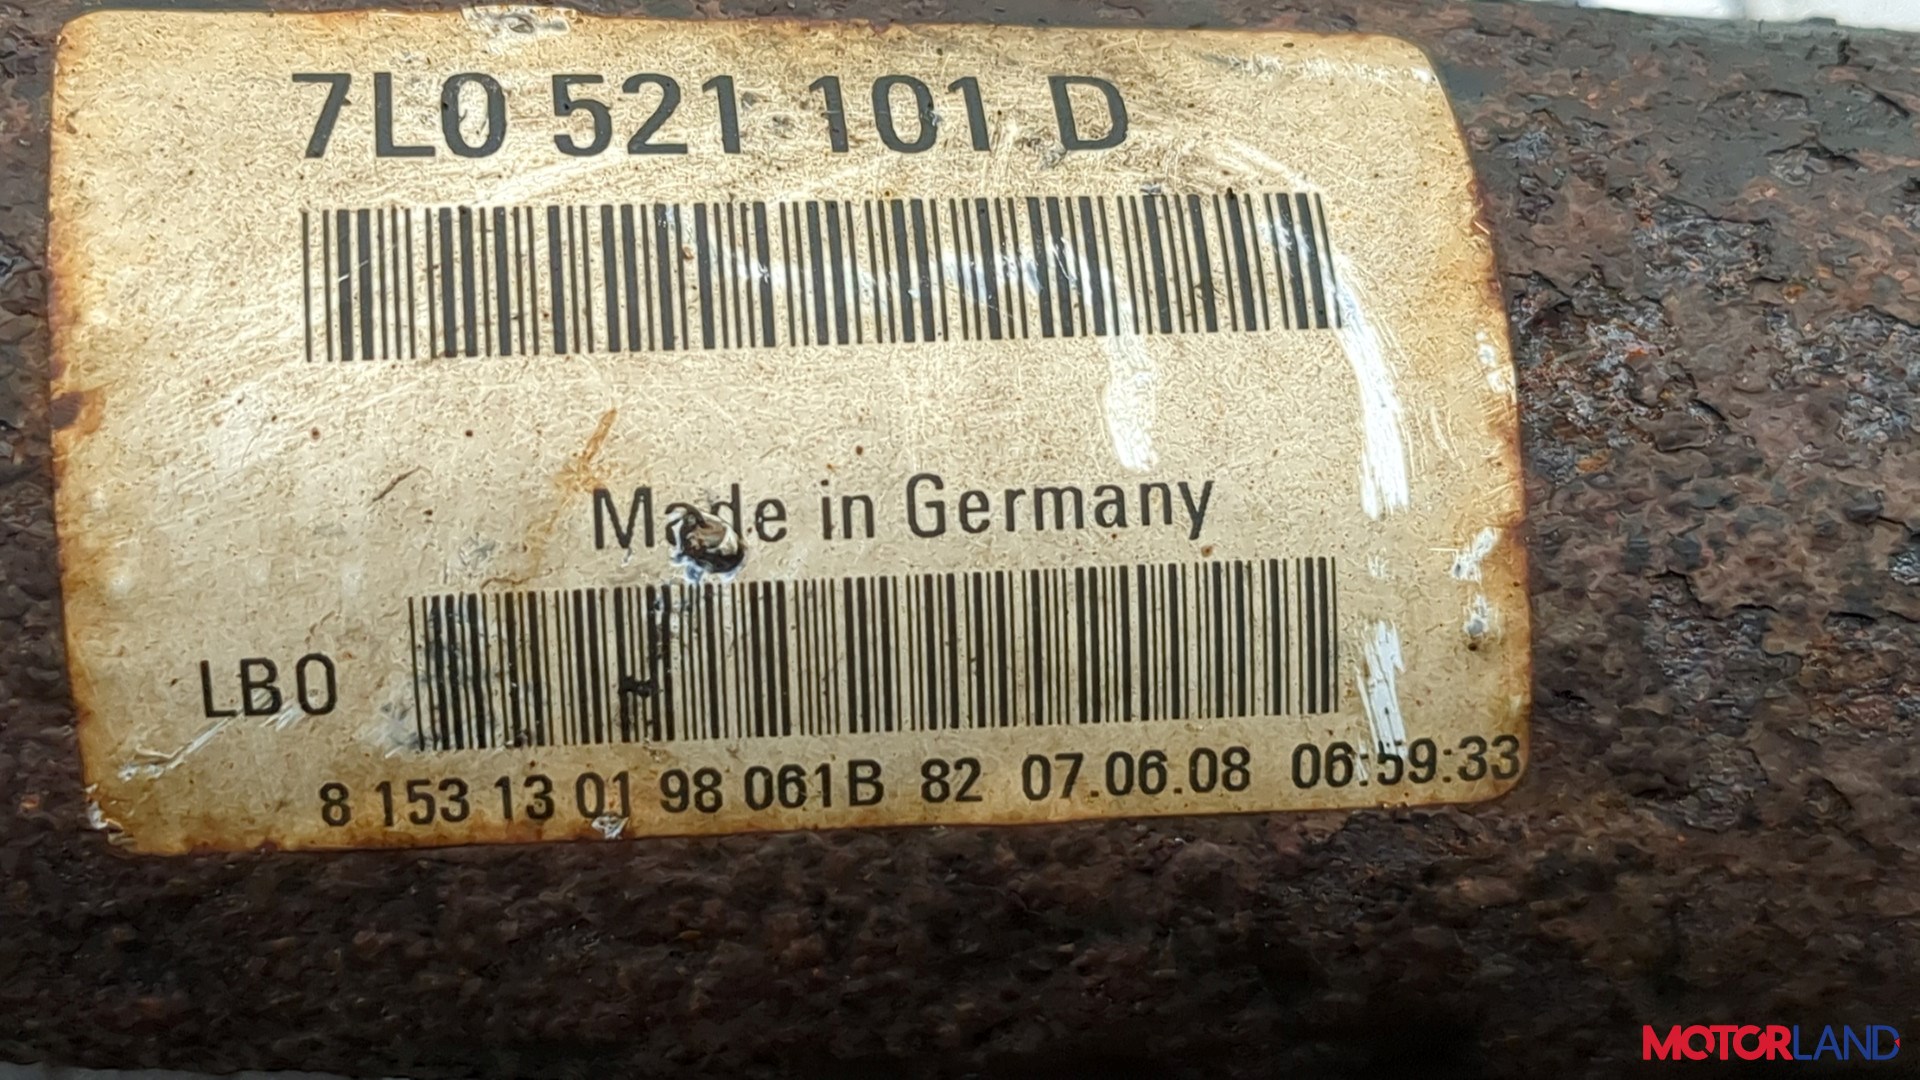 7L0 521 101 D
Made in Germany
LB0
8 153 13 01 98 061B 82 07.06.08 06:59:33
MOTORLAND